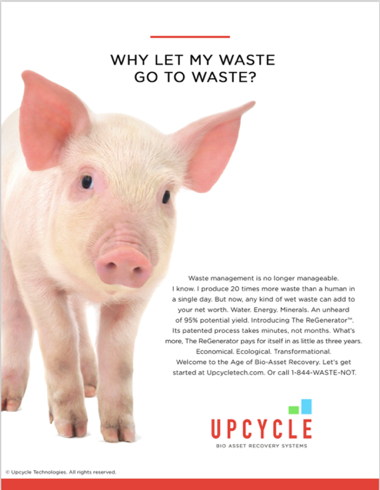 WHY LET MY WASTE
GO TO WASTE?
Waste management is no longer manageable.
I know. I produce 20 times more waste than a human in
a single day. But now, any kind of wet waste can add to
your net worth. Water. Energy. Minerals. An unheard
of 95% potential yield. Introducing The ReGenerator™.
Its patented process takes minutes, not months. What's
more, The ReGenerator pays for itself in as little as three years.
Economical. Ecological. Transformational.
Welcome to the Age of Bio-Asset Recovery. Let's get
started at Upcycletech.com. Or call 1-844-WASTE-NOT.
UPCYCLE
BIO ASSET RECOVERY SYSTEMS
© Upcycle Technologies. All rights reserved.